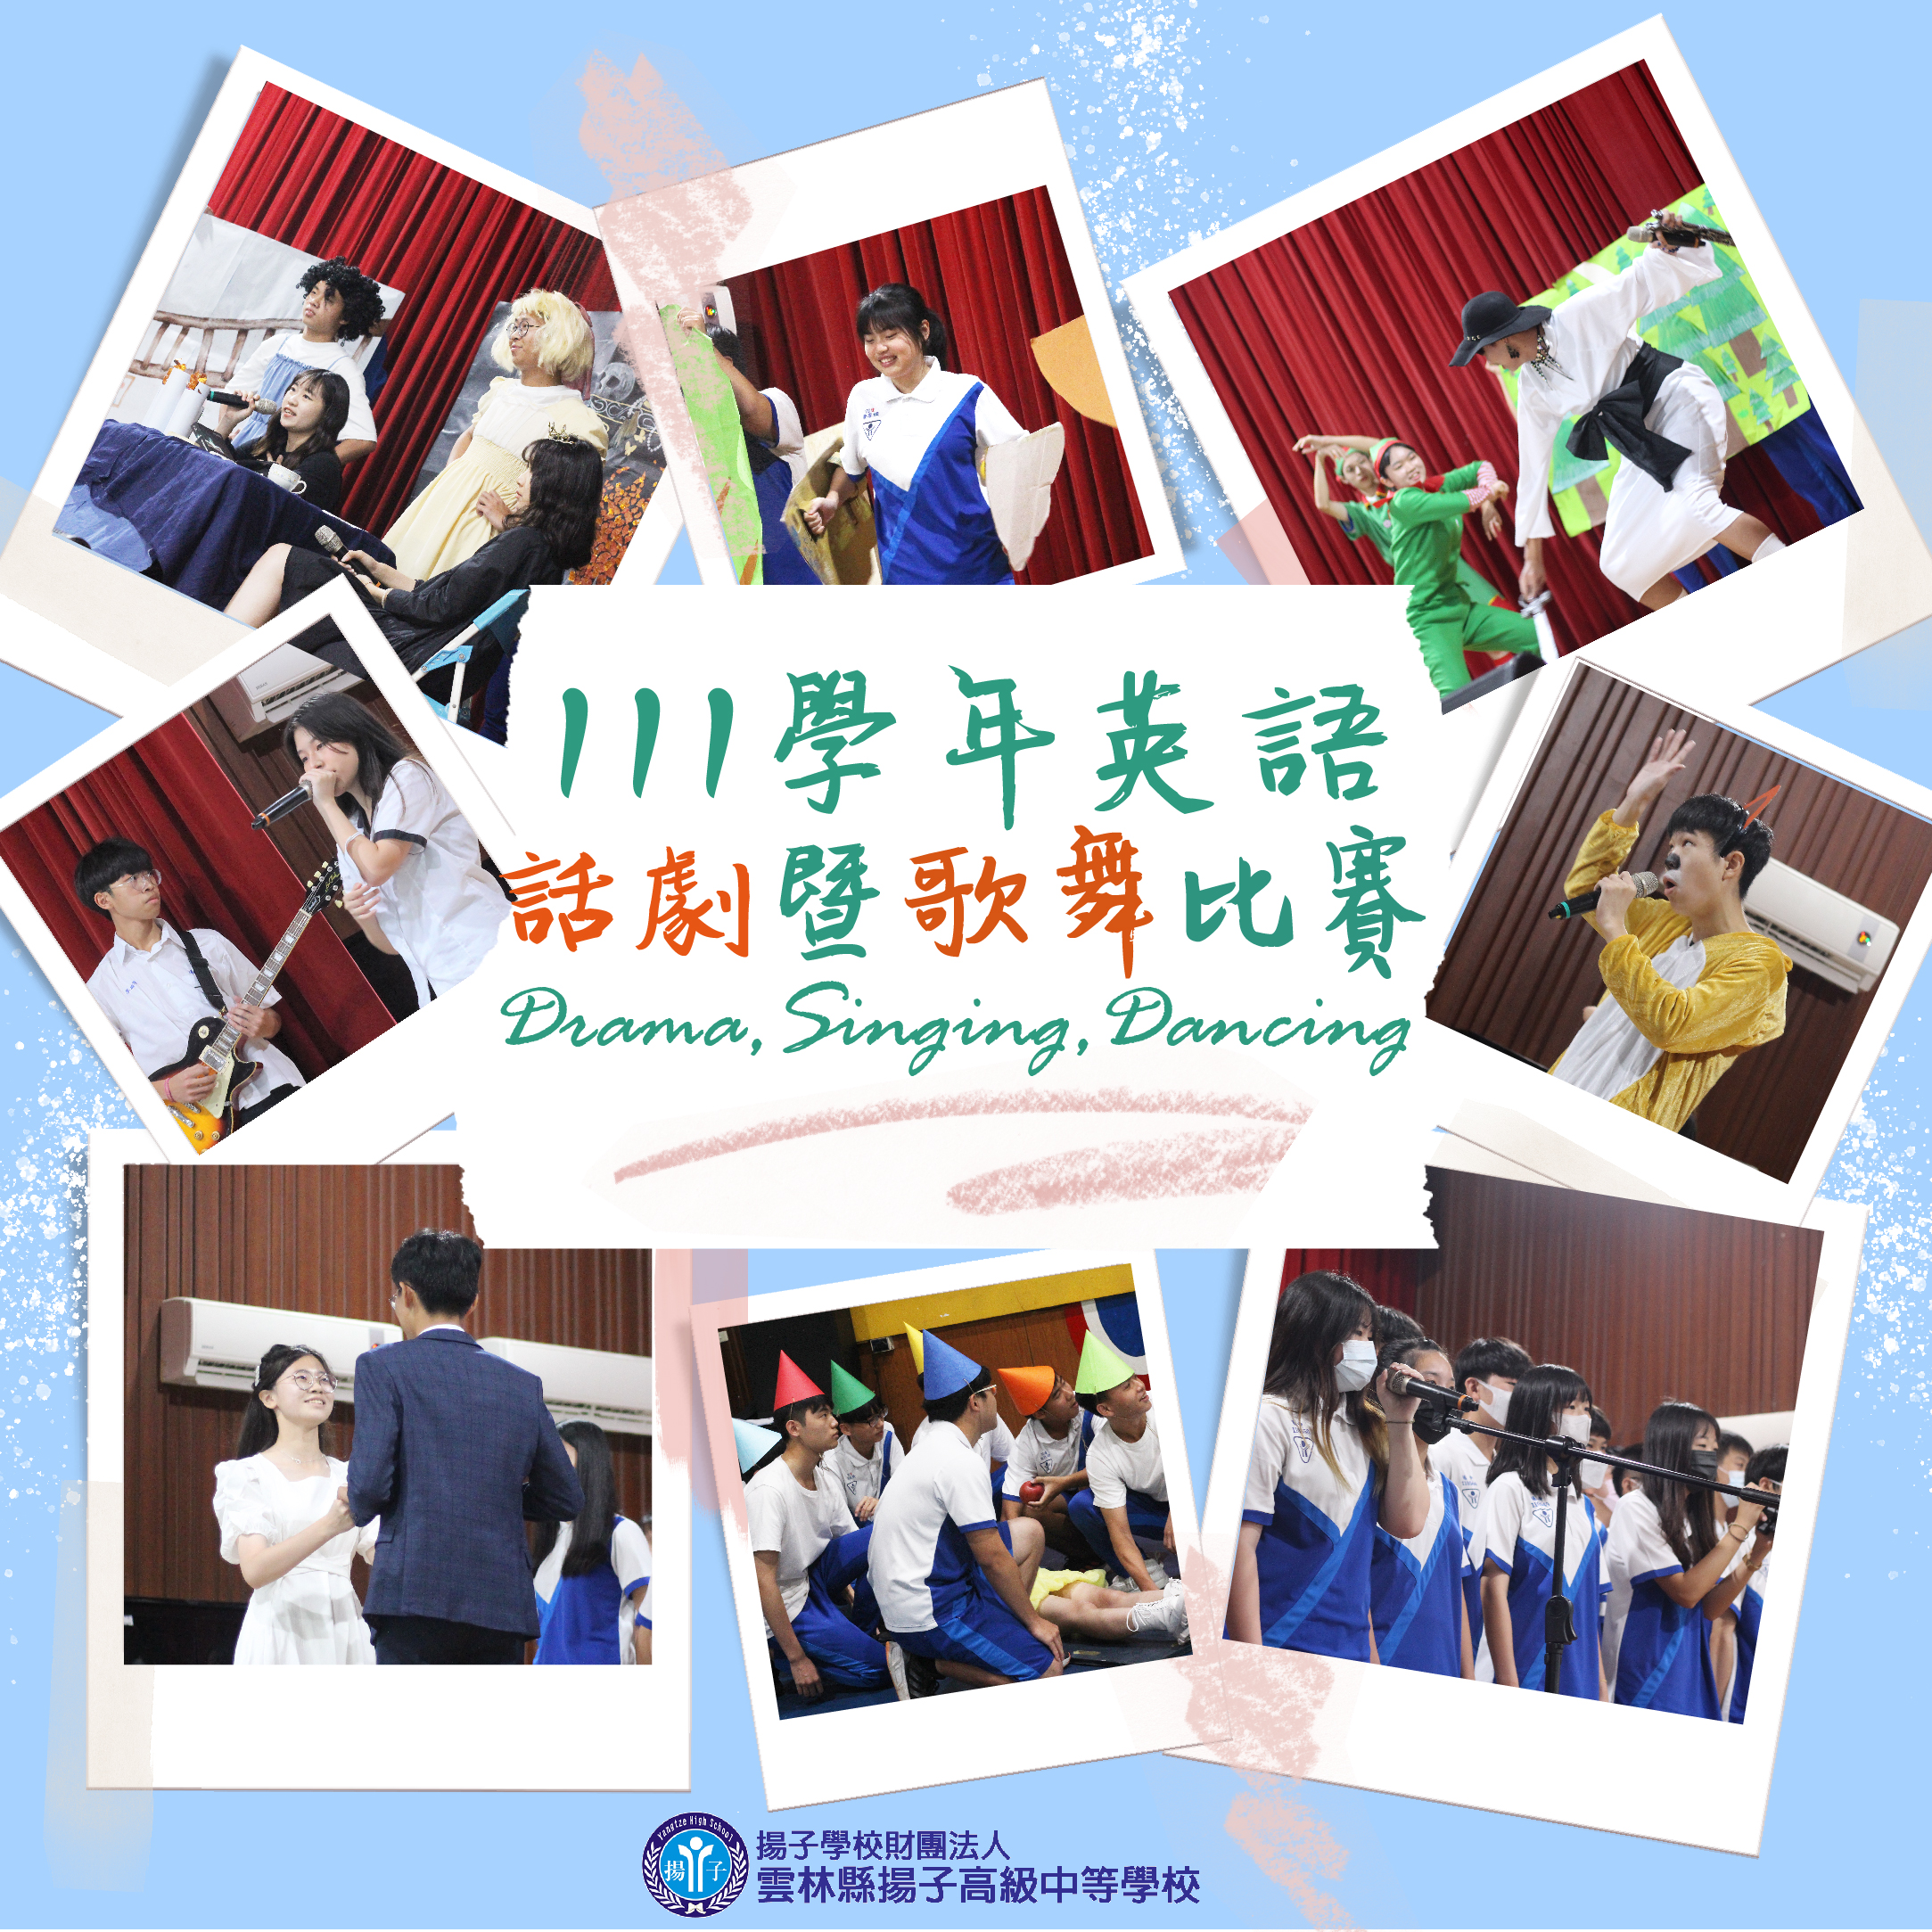 111學年英語
話劇暨歌舞比賽
Drama, Singing, Dancing
Yangtze High School
揚子
揚子學校財團法人
雲林縣揚子高級中等學校